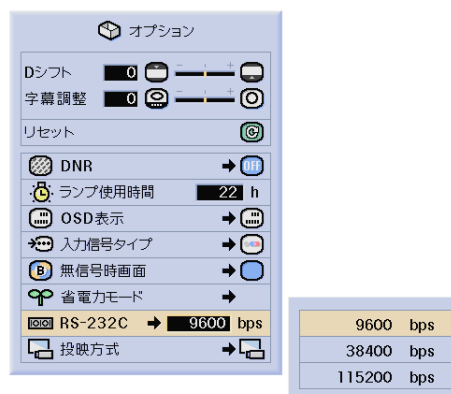 オプション
Dシフト 0 - +
字幕調整 0 - +
リセット
DNR OFF
ランプ使用時間 22 h
OSD表示
入力信号タイプ
B 無信号時画面
省電力モード
RS-232C 9600 bps
投映方式
9600 bps
38400 bps
115200 bps